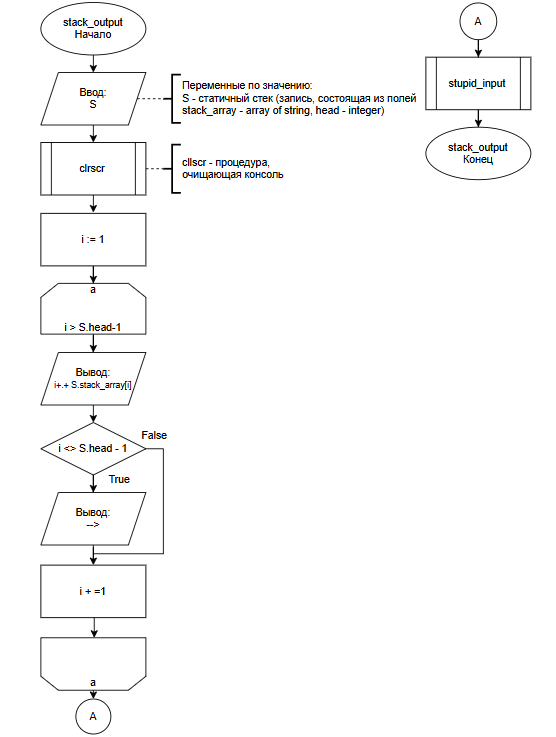 stack_output
Начало
Ввод:
S
Переменные по значению:
S - статичный стек (запись, состоящая из полей
stack_array - array of string, head - integer)
clrscr
cllscr - процедура,
очищающая консоль
i := 1
a
i > S.head-1
Вывод:
i+.+ S.stack_array[i]
i <> S.head - 1
False
True
Вывод:
-->
i + =1
a
A
A
stupid_input
stack_output
Конец